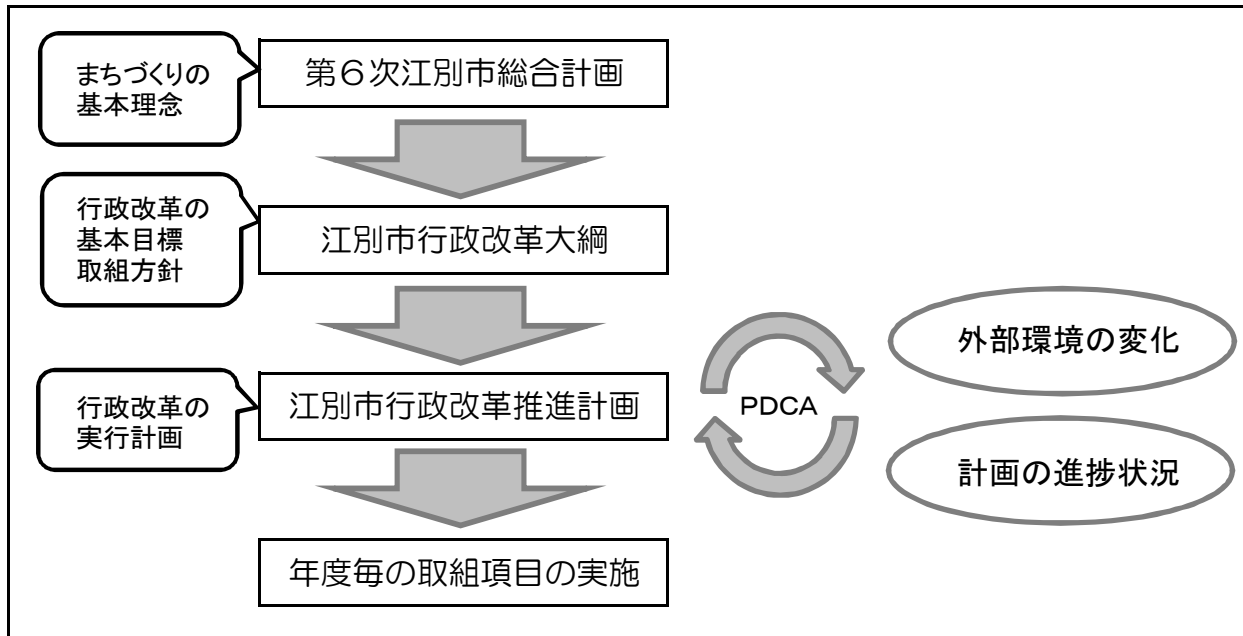 まちづくりの
基本理念
第６次江別市総合計画
行政改革の
基本目標
取組方針
江別市行政改革大綱
行政改革の
実行計画
江別市行政改革推進計画
PDCA
外部環境の変化
計画の進捗状況
年度毎の取組項目の実施